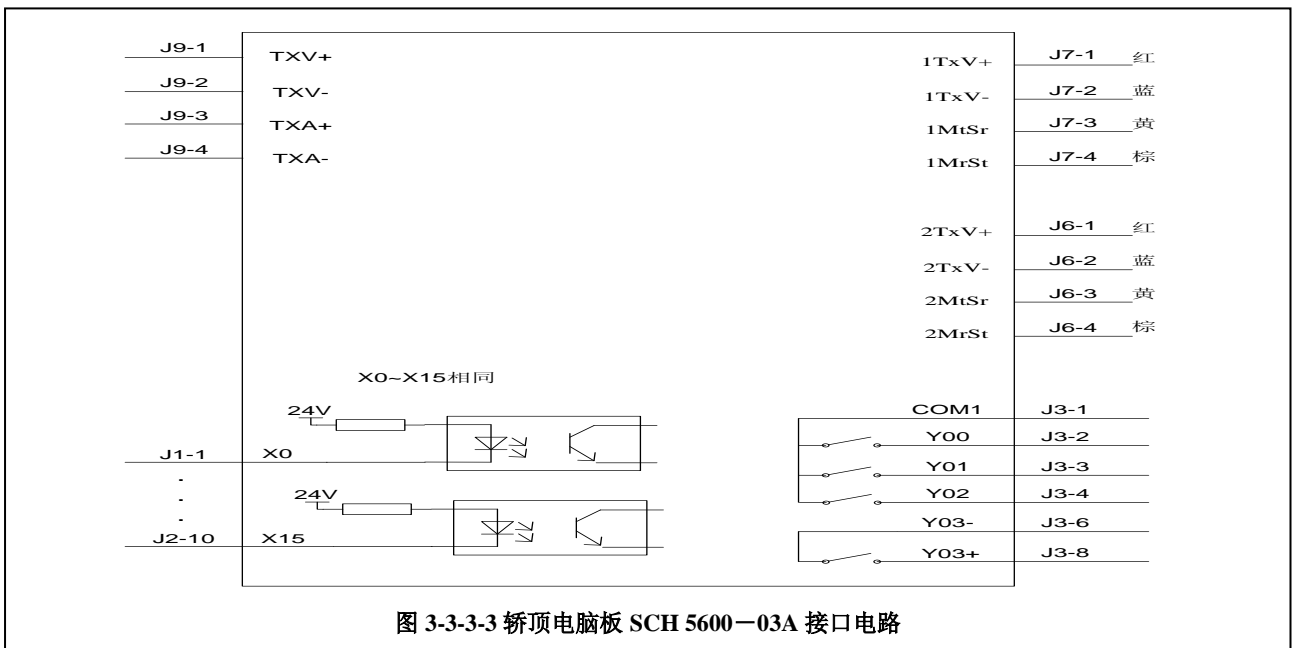 J9-1 TXV+
J9-2 TXV-
J9-3 TXA+
J9-4 TXA-
1TxV+ J7-1 红
1TxV- J7-2 蓝
1MtSr J7-3 黄
1MrSt J7-4 棕
2TxV+ J6-1 红
2TxV- J6-2 蓝
2MtSr J6-3 黄
2MrSt J6-4 棕
X0~X15相同
24V
J1-1 X0
24V
J2-10 X15
COM1 J3-1
Y00 J3-2
Y01 J3-3
Y02 J3-4
Y03- J3-6
Y03+ J3-8
图 3-3-3-3 轿顶电脑板 SCH 5600－03A 接口电路